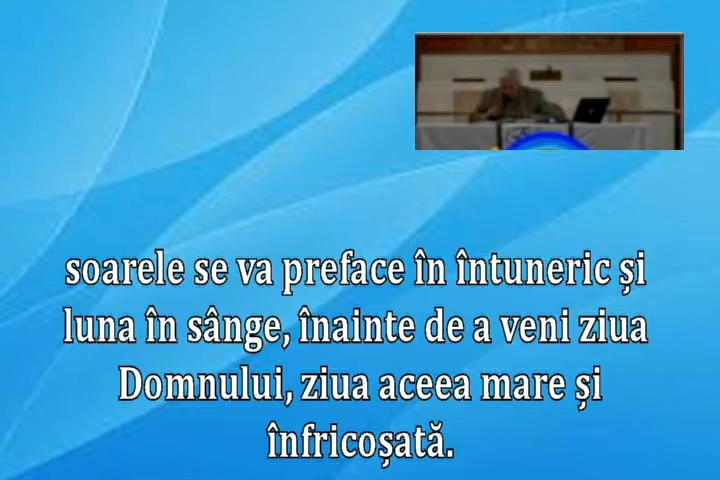 soarele se va preface în întuneric și
luna în sânge, înainte de a veni ziua
Domnului, ziua aceea mare și
înfricoșată.